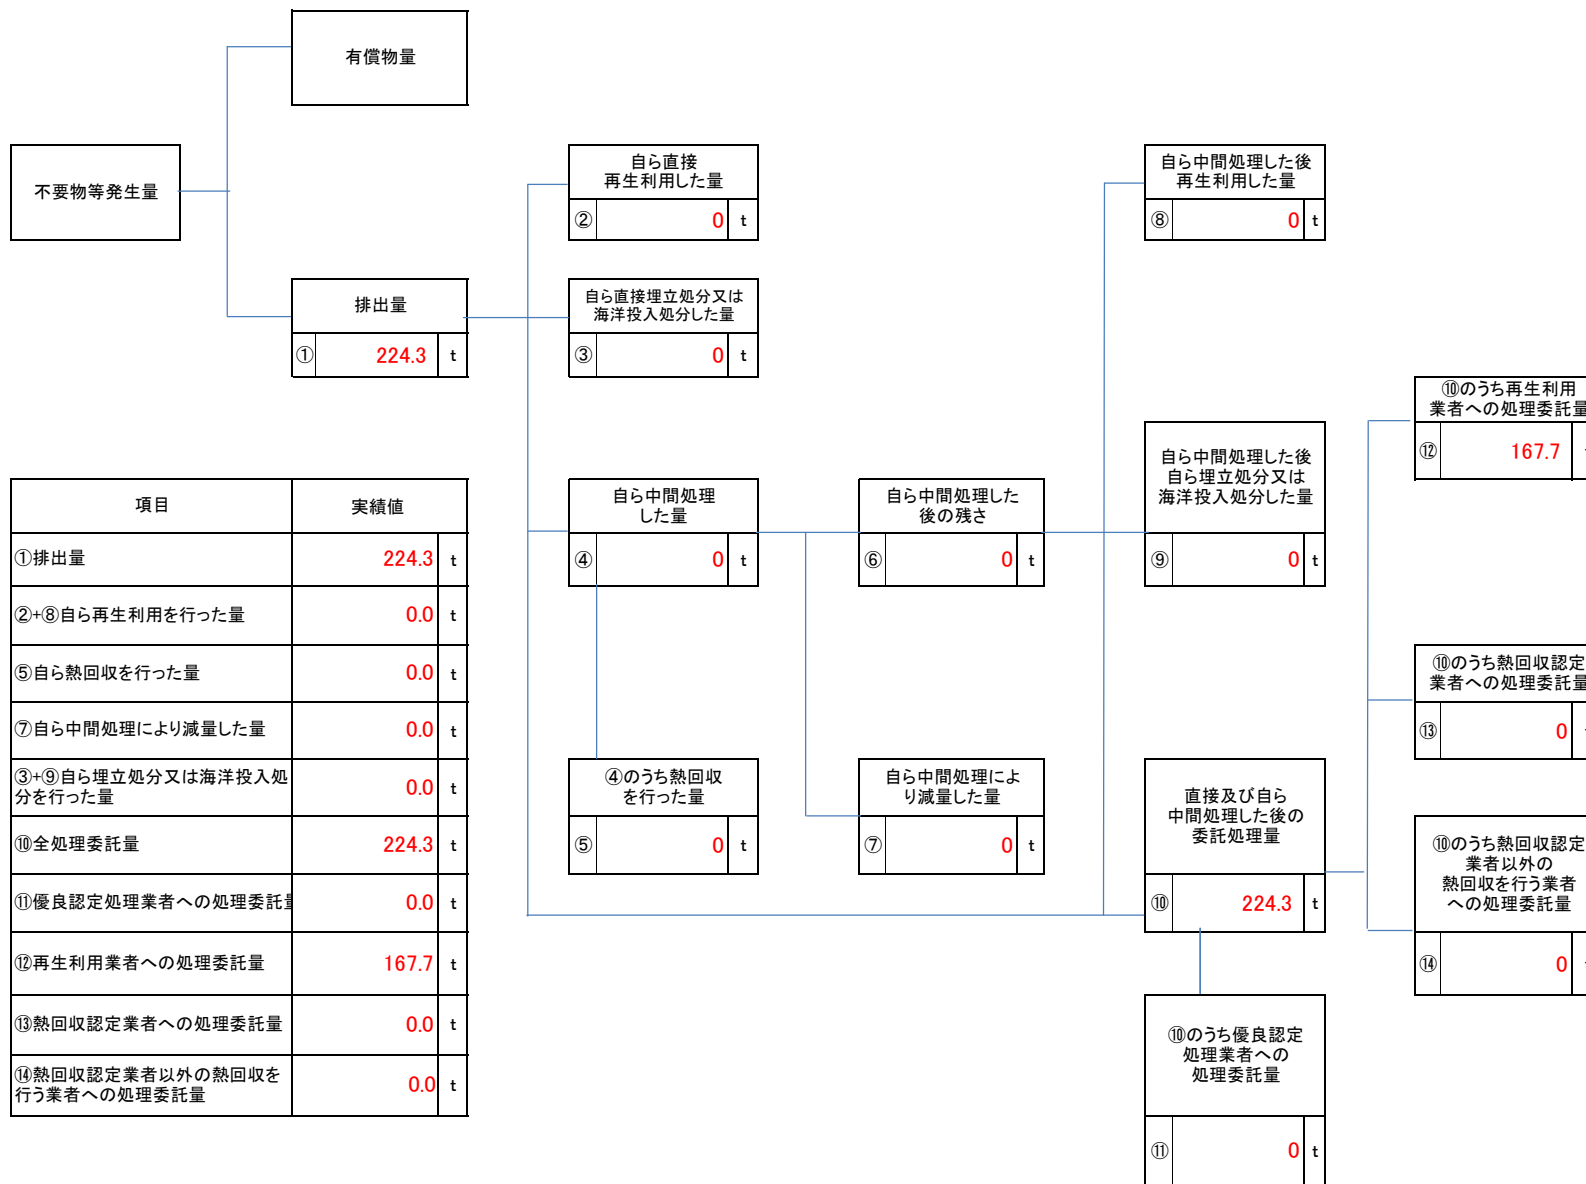 有償物量
不要物等発生量
排出量
① 224.3 t
自ら直接
再生利用した量
② 0 t
自ら直接埋立処分又は
海洋投入処分した量
③ 0 t
自ら中間処理した後
再生利用した量
⑧ 0 t
⑩のうち再生利用
業者への処理委託量
⑫ 167.7
自ら中間処理した後
自ら埋立処分又は
海洋投入処分した量
⑨ 0 t
自ら中間処理
した量
④ 0 t
自ら中間処理した
後の残さ
⑥ 0 t
⑩のうち熱回収認定
業者への処理委託量
⑬ 0
④のうち熱回収
を行った量
⑤ 0 t
自ら中間処理によ
り減量した量
⑦ 0 t
直接及び自ら
中間処理した後の
委託処理量
⑩ 224.3 t
⑩のうち熱回収認定
業者以外の
熱回収を行う業者
への処理委託量
⑭ 0
⑩のうち優良認定
処理業者への
処理委託量
⑪ 0 t
項目 実績値
①排出量 224.3 t
②+⑧自ら再生利用を行った量 0.0 t
⑤自ら熱回収を行った量 0.0 t
⑦自ら中間処理により減量した量 0.0 t
③+⑨自ら埋立処分又は海洋投入処
分を行った量 0.0 t
⑩全処理委託量 224.3 t
⑪優良認定処理業者への処理委託量 0.0 t
⑫再生利用業者への処理委託量 167.7 t
⑬熱回収認定業者への処理委託量 0.0 t
⑭熱回収認定業者以外の熱回収を
行う業者への処理委託量 0.0 t